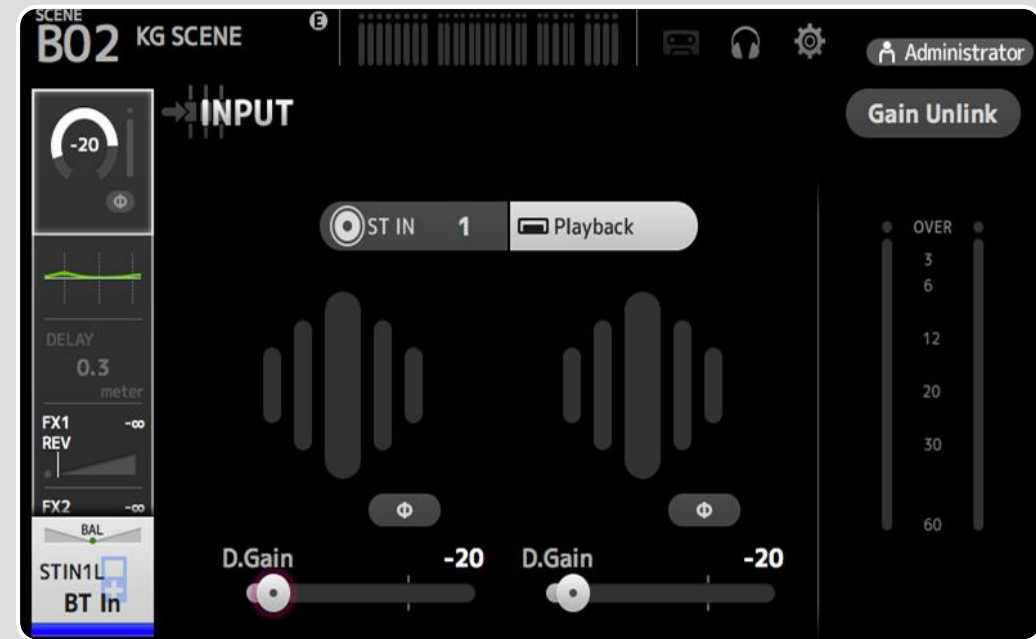 SCENE
B02 KG SCENE
E
Administrator
INPUT
Gain Unlink
-20
Φ
ST IN 1
Playback
OVER
3
6
12
20
30
60
DELAY
0.3
meter
FX1 -∞
REV
FX2 -∞
BAL
STIN1L
BT In
Φ
Φ
D.Gain -20
D.Gain -20